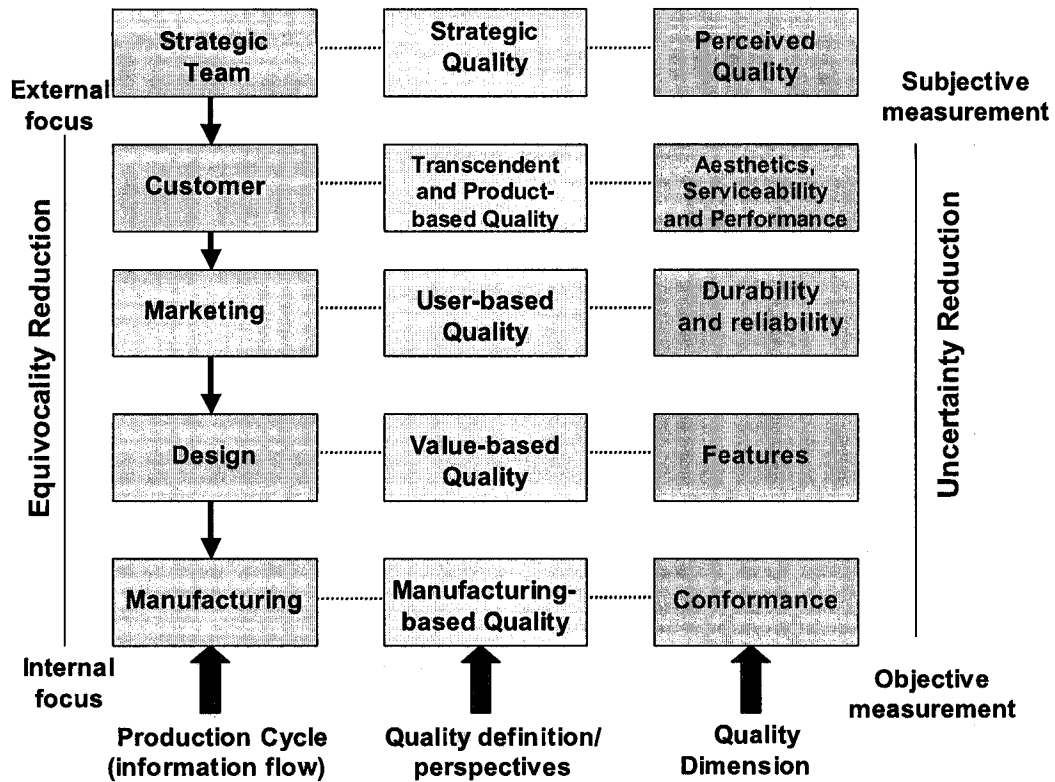 Strategic
Team
Strategic
Quality
Perceived
Quality
External
focus
Subjective
measurement
Customer
Transcendent
and Product-
based Quality
Aesthetics,
Serviceability
and Performance
Equivocality Reduction
Uncertainty Reduction
Marketing
User-based
Quality
Durability
and reliability
Design
Value-based
Quality
Features
Manufacturing
Manufacturing-
based Quality
Conformance
Internal
focus
Objective
measurement
Production Cycle
(information flow)
Quality definition/
perspectives
Quality
Dimension